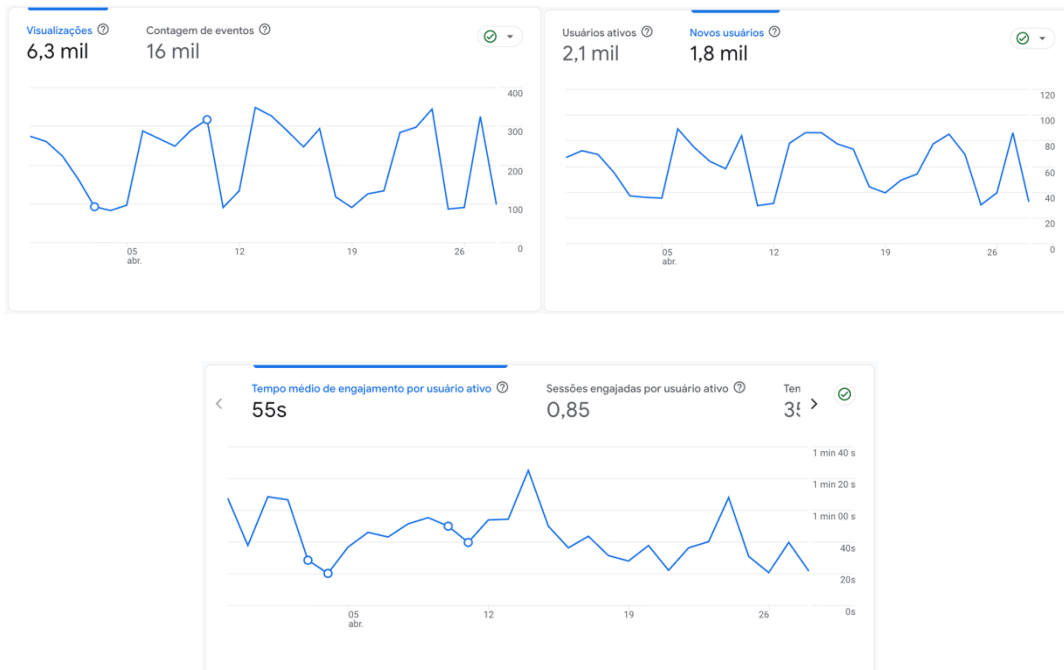 Visualizações
Contagem de eventos
6,3 mil
16 mil
400
300
200
100
0
05
abr.
12
19
26
Usuários ativos
Novos usuários
2,1 mil
1,8 mil
120
100
80
60
40
20
0
05
abr.
12
19
26
Tempo médio de engajamento por usuário ativo
Sessões engajadas por usuário ativo
Ten
55s
0,85
1 min 40 s
1 min 20 s
1 min 00 s
40s
20s
0s
05
abr.
12
19
26